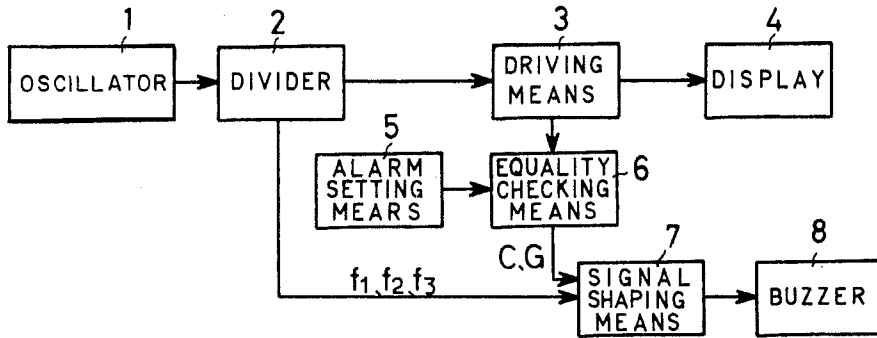 1
2
3
4
OSCILLATOR
DIVIDER
DRIVING
MEANS
DISPLAY
5
ALARM
SETTING
MEARS
EQUALITY
CHECKING
MEANS
6
C、G
7
8
f1、f2、f3
SIGNAL
SHAPING
MEANS
BUZZER